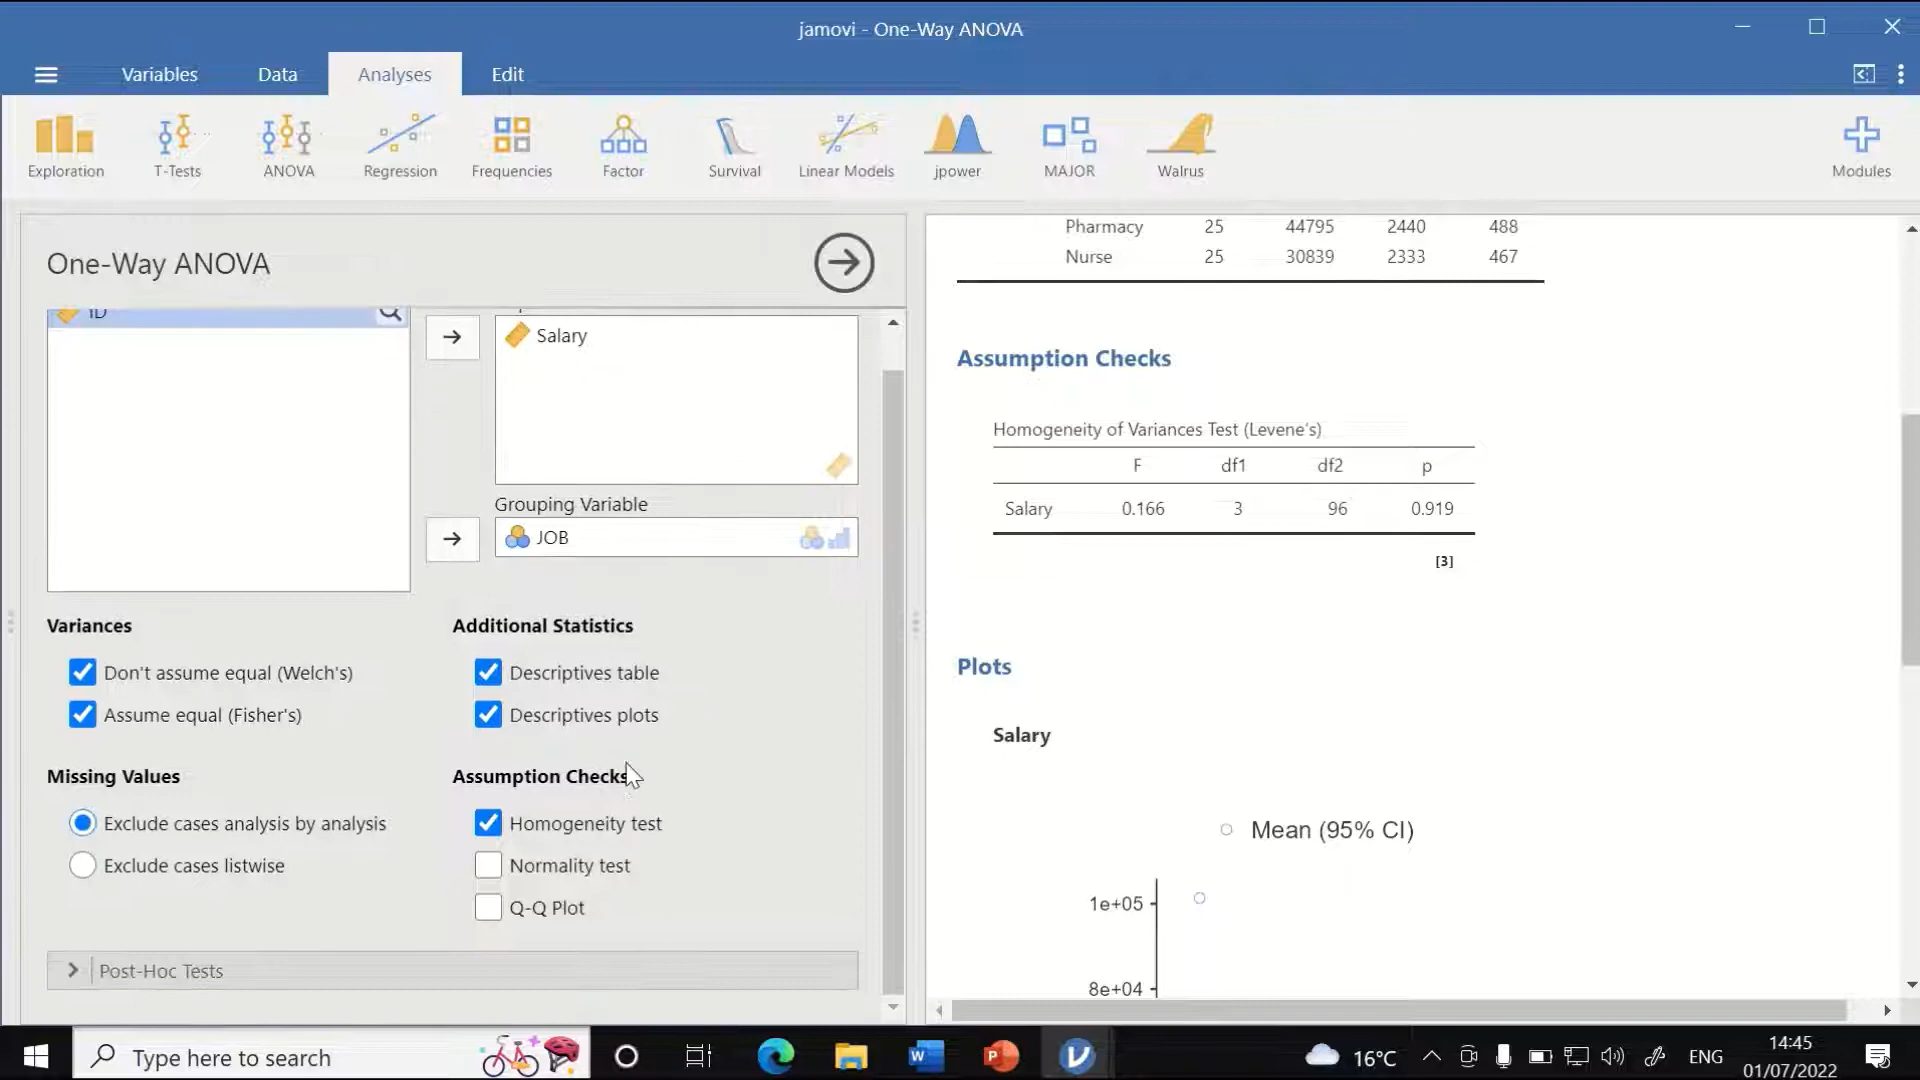 jamovi - One-Way ANOVA
Variables Data Analyses Edit
Exploration T-Tests ANOVA Regression Frequencies Factor Survival Linear Models jpower MAJOR Walrus Modules
One-Way ANOVA
ID
Salary
Grouping Variable
JOB
Variances
Don't assume equal (Welch's)
Assume equal (Fisher's)
Missing Values
Exclude cases analysis by analysis
Exclude cases listwise
Additional Statistics
Descriptives table
Descriptives plots
Assumption Checks
Homogeneity test
Normality test
Q-Q Plot
Post-Hoc Tests
Pharmacy 25 44795 2440 488
Nurse 25 30839 2333 467
Assumption Checks
Homogeneity of Variances Test (Levene's)
F df1 df2 p
Salary 0.166 3 96 0.919
[3]
Plots
Salary
Mean (95% CI)
1e+05
8e+04
Type here to search
16°C
ENG
14:45
01/07/2022